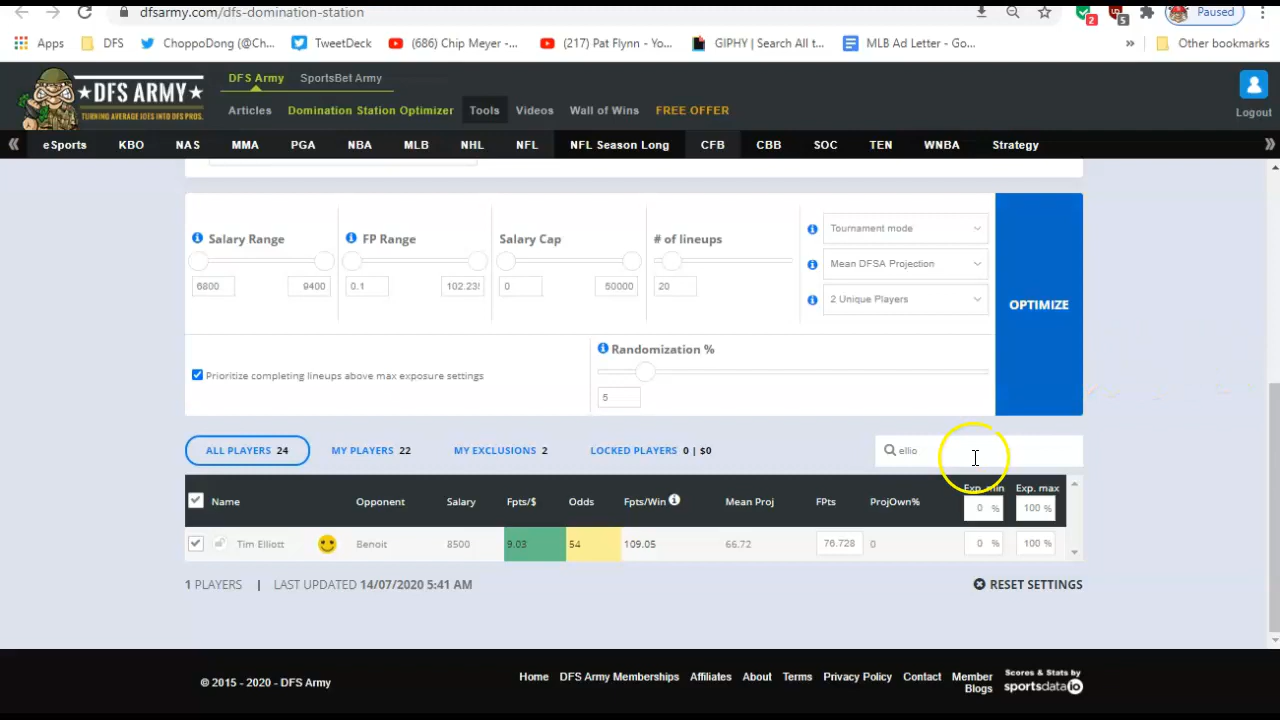 dfsarmy.com/dfs-domination-station
Paused
2
5
Apps
DFS
ChoppoDong (@Ch...
TweetDeck
(686) Chip Meyer -...
(217) Pat Flynn - Yo...
GIPHY | Search All t...
MLB Ad Letter - Go...
»
Other bookmarks
DFS ARMY
TURNING AVERAGE JOES INTO DFS PROS.
DFS Army
SportsBet Army
Articles
Domination Station Optimizer
Tools
Videos
Wall of Wins
FREE OFFER
Logout
«
eSports
KBO
NAS
MMA
PGA
NBA
MLB
NHL
NFL
NFL Season Long
CFB
CBB
SOC
TEN
WNBA
Strategy
»
Salary Range
FP Range
Salary Cap
# of lineups
6800
9400
0.1
0
50000
20
Tournament mode
Mean DFSA Projection
2 Unique Players
OPTIMIZE
Prioritize completing lineups above max exposure settings
Randomization %
5
ALL PLAYERS 24
MY PLAYERS 22
MY EXCLUSIONS 2
LOCKED PLAYERS 0 | $0
ellio
Name
Opponent
Salary
Fpts/$
Odds
Fpts/Win
Mean Proj
FPts
ProjOwn%
Exp. min
0 %
Exp. max
100 %
Tim Elliott
Benoit
8500
9.03
54
109.05
66.72
76.728
0
0 %
100 %
1 PLAYERS | LAST UPDATED 14/07/2020 5:41 AM
RESET SETTINGS
© 2015 - 2020 - DFS Army
Home
DFS Army Memberships
Affiliates
About
Terms
Privacy Policy
Contact
Member
Blogs
Scores & Stats by
sportsdataIO